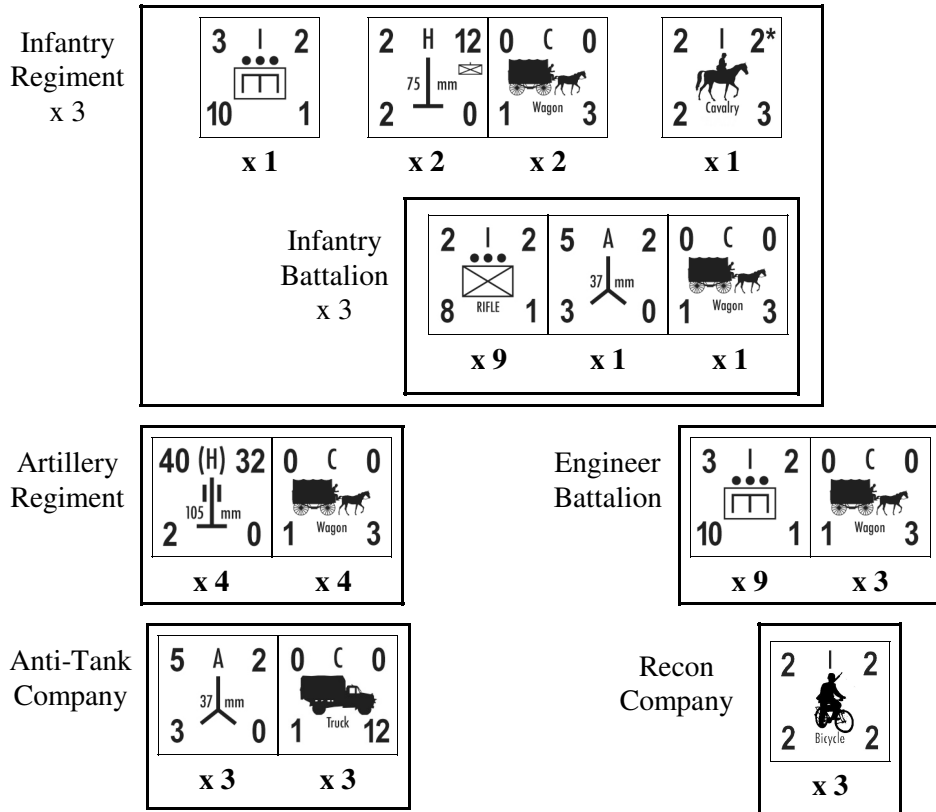 Infantry
Regiment
x 3
3 I 2
10 1
x 1
2 H 12
75 mm
2 0
x 2
0 C 0
Wagon
1 3
x 2
2 I 2*
Cavalry
2 3
x 1
Infantry
Battalion
x 3
2 I 2
RIFLE
8 1
x 9
5 A 2
37 mm
3 0
x 1
0 C 0
Wagon
1 3
x 1
Artillery
Regiment
40 (H) 32
105 mm
2 0
x 4
0 C 0
Wagon
1 3
x 4
Engineer
Battalion
3 I 2
10 1
x 9
0 C 0
Wagon
1 3
x 3
Anti-Tank
Company
5 A 2
37 mm
3 0
x 3
0 C 0
Truck
1 12
x 3
Recon
Company
2 I 2
Bicycle
2 2
x 3